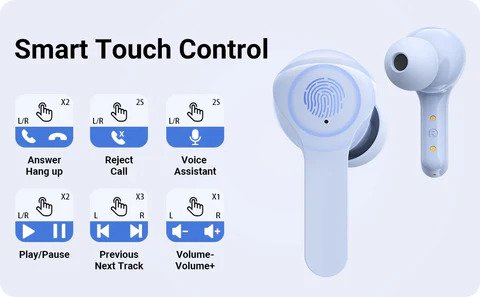 Smart Touch Control
X2
L/R
Answer
Hang up
2S
L/R
Reject
Call
2S
L/R
Voice
Assistant
X2
L/R
Play/Pause
X3
L R
Previous
Next Track
X1
L R
Volume-
Volume+